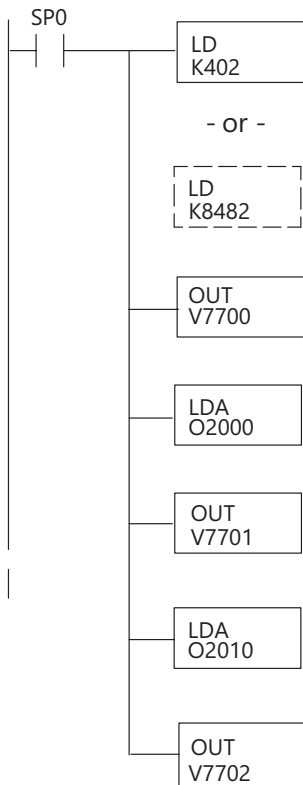 SP0
LD
K402
- or -
LD
K8482
OUT
V7700
LDA
O2000
OUT
V7701
LDA
O2010
OUT
V7702